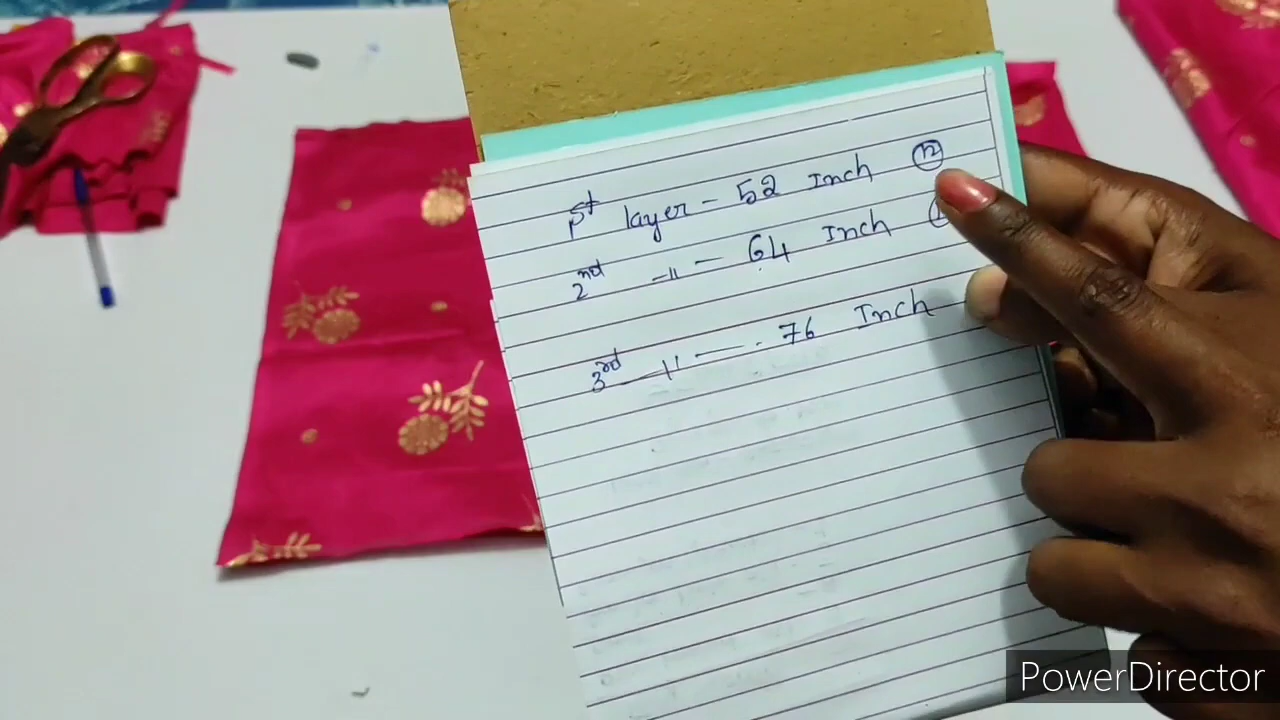 1st layer - 52 Inch 12
2nd -〃- 64 Inch
3rd -〃- 76 Inch
PowerDirector